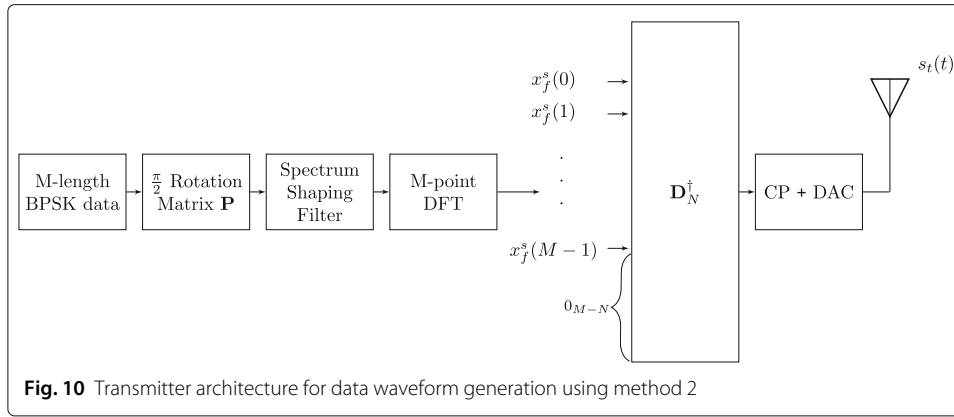 M-length
BPSK data
π/2 Rotation
Matrix P
Spectrum
Shaping
Filter
M-point
DFT
x_f^s(0)
x_f^s(1)
.
.
.
x_f^s(M − 1)
0_{M−N}
D_N^†
CP + DAC
s_t(t)
Fig. 10 Transmitter architecture for data waveform generation using method 2